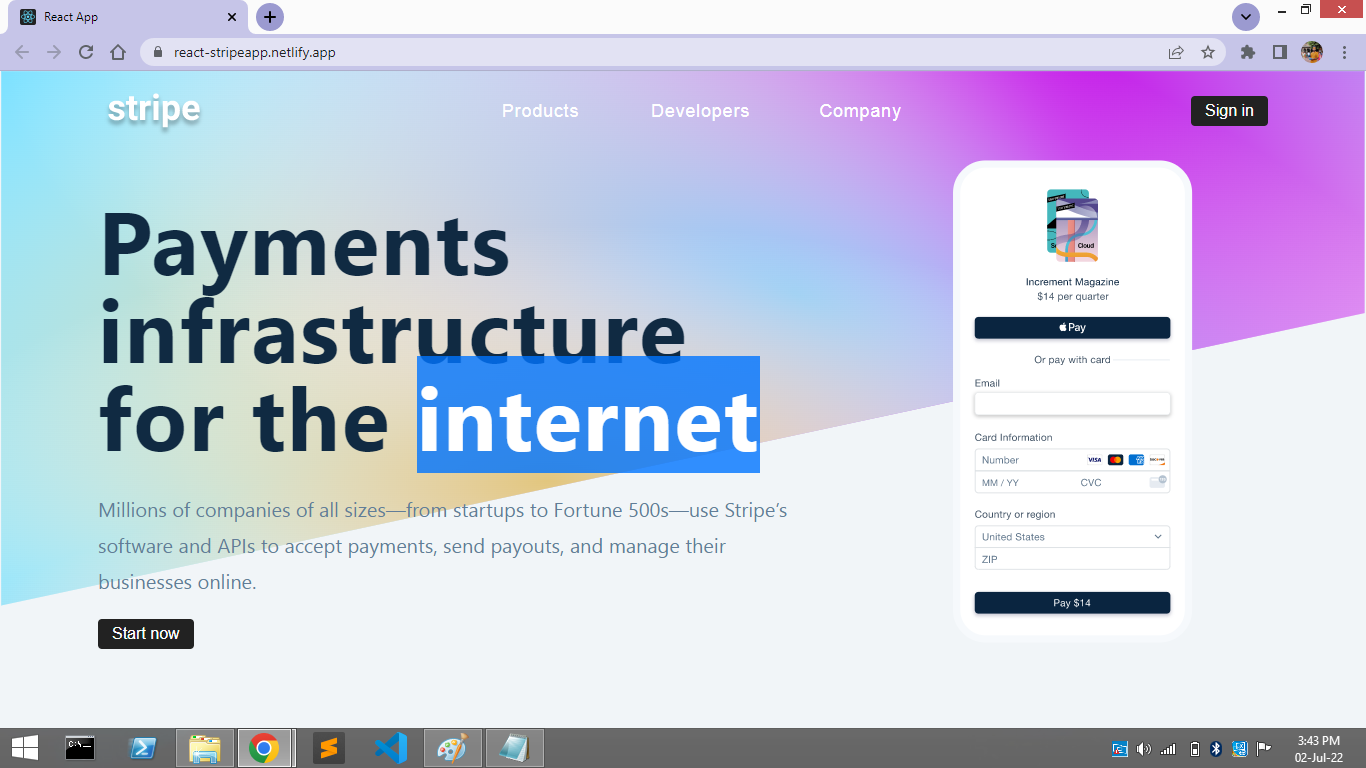 React App
react-stripeapp.netlify.app
stripe
Products
Developers
Company
Sign in
Payments
infrastructure
for the internet
Millions of companies of all sizes—from startups to Fortune 500s—use Stripe’s
software and APIs to accept payments, send payouts, and manage their
businesses online.
Start now
Cloud
Increment Magazine
$14 per quarter
Pay
Or pay with card
Email
Card Information
Number
VISA
MM / YY
CVC
Country or region
United States
ZIP
Pay $14
3:43 PM
02-Jul-22